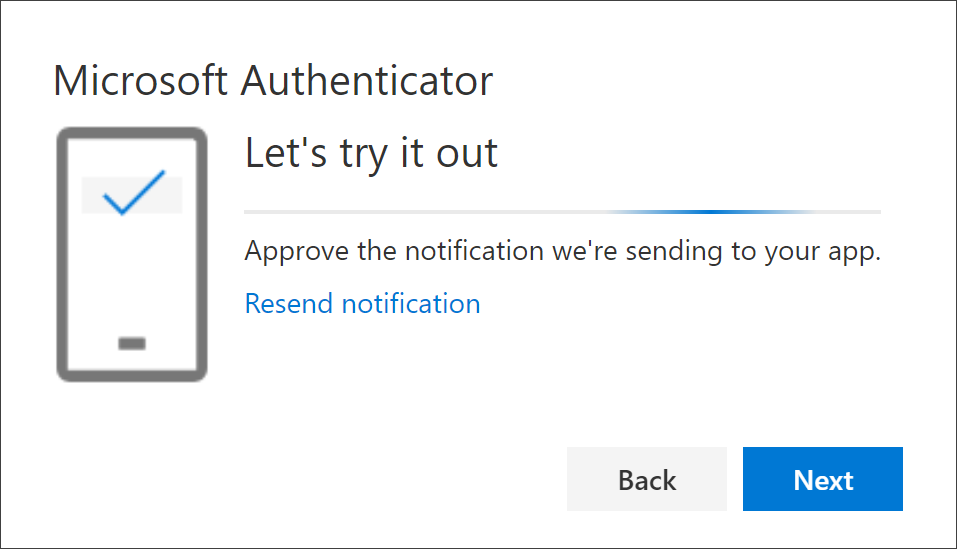 Microsoft Authenticator
Let's try it out
Approve the notification we're sending to your app.
Resend notification
Back
Next